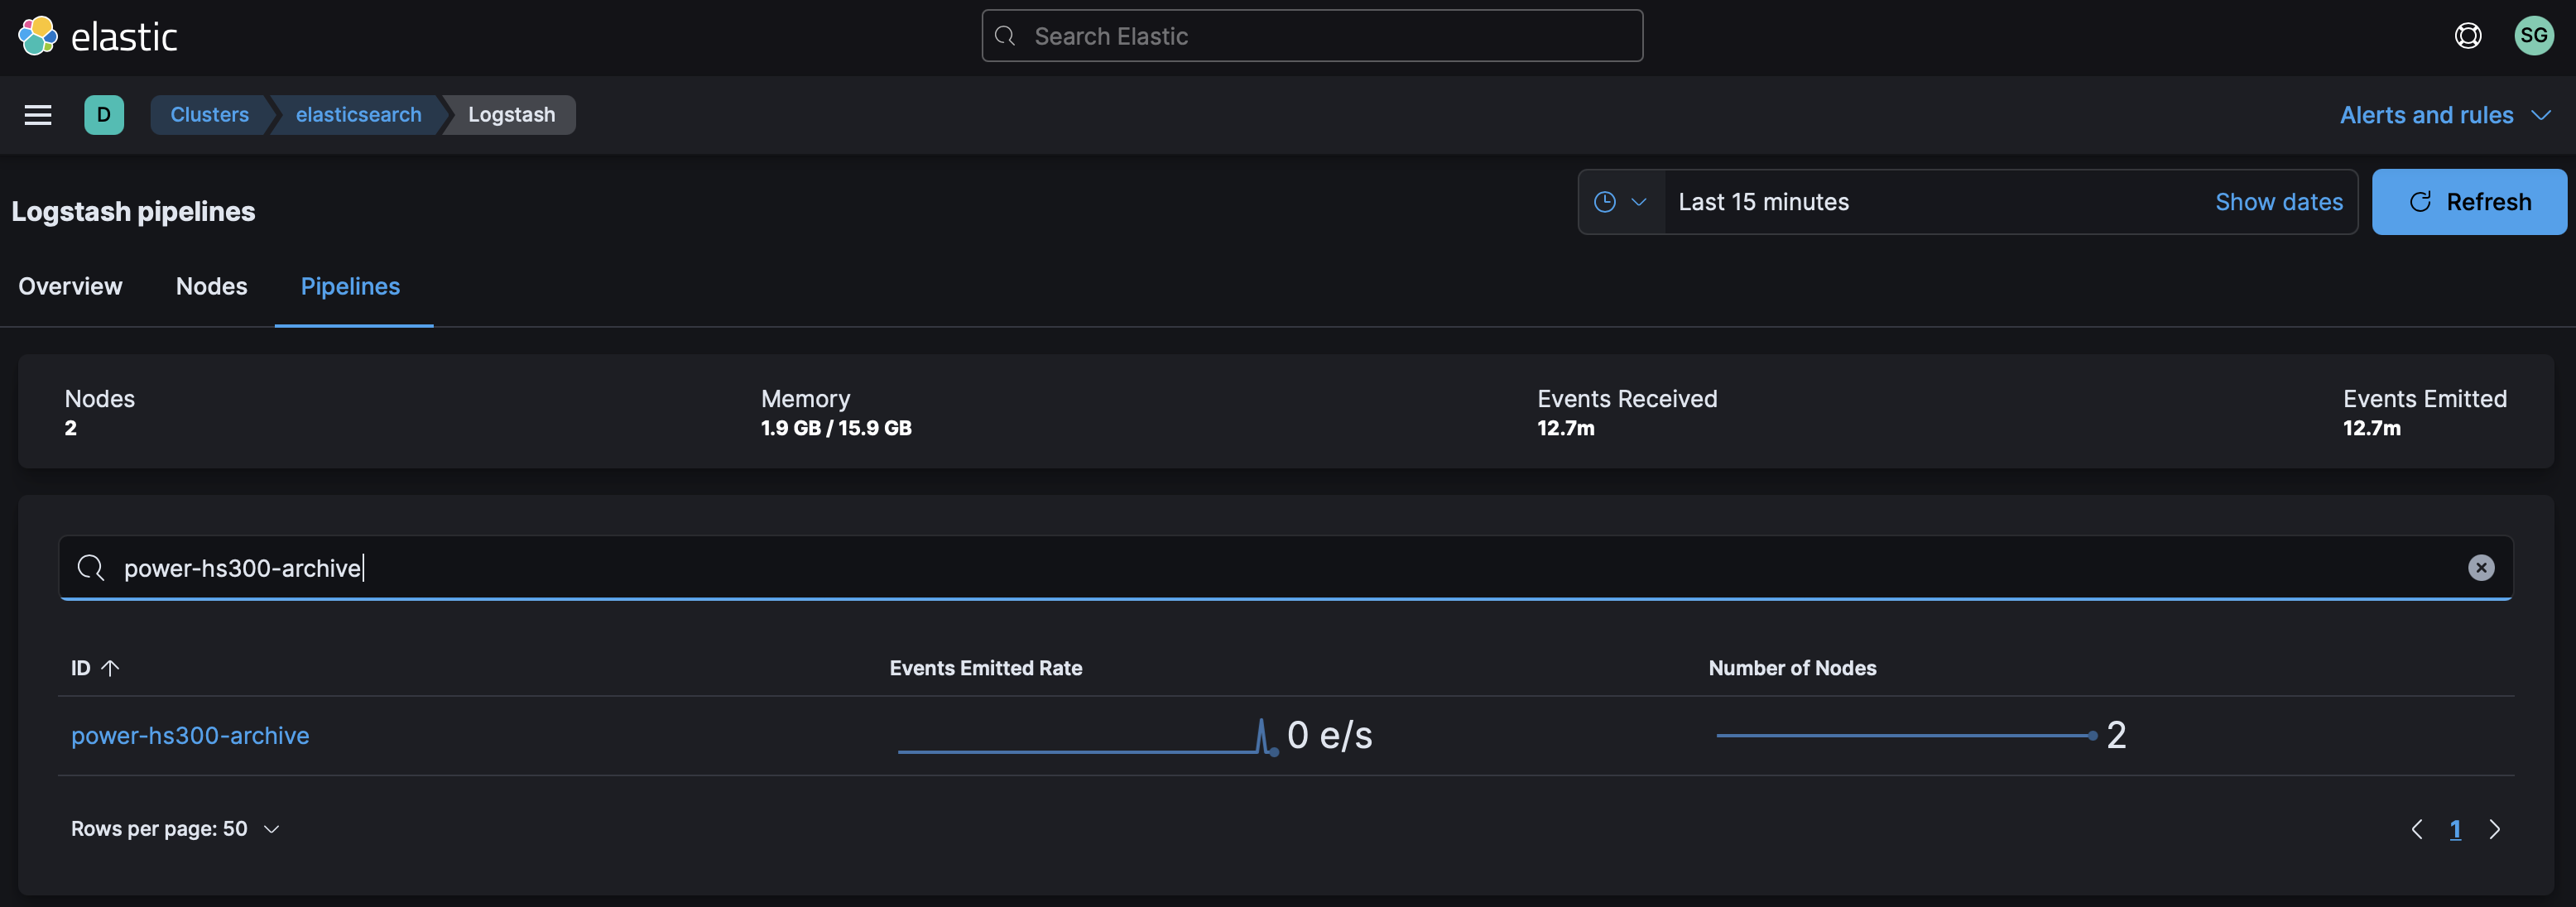 elastic
Search Elastic
SG
D
Clusters
elasticsearch
Logstash
Alerts and rules
Logstash pipelines
Last 15 minutes
Show dates
Refresh
Overview
Nodes
Pipelines
Nodes
2
Memory
1.9 GB / 15.9 GB
Events Received
12.7m
Events Emitted
12.7m
power-hs300-archive
ID
Events Emitted Rate
Number of Nodes
power-hs300-archive
0 e/s
2
Rows per page: 50
1